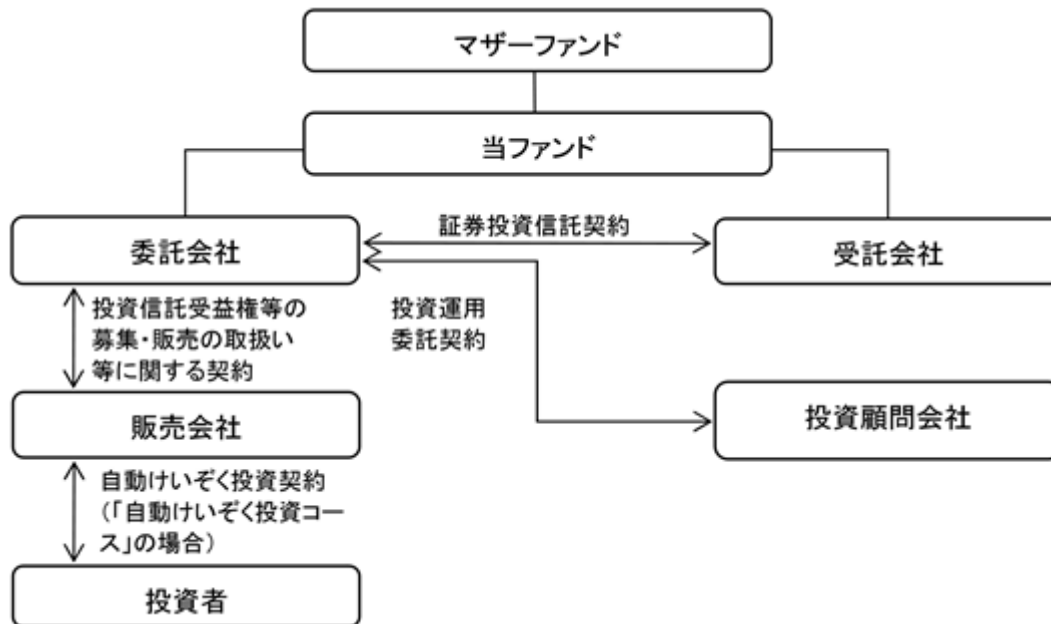 マザーファンド
当ファンド
委託会社
証券投資信託契約
受託会社
投資信託受益権等の
募集・販売の取扱い
等に関する契約
投資運用
委託契約
販売会社
投資顧問会社
自動けいぞく投資契約
(「自動けいぞく投資コー
ス」の場合)
投資者